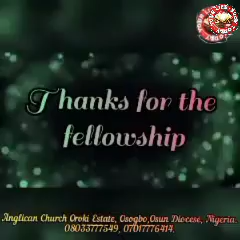 Thanks for the
fellowship
Anglican Church Oroki Estate, Osogbo,Osun Diocese, Nigeria.
08033777549, 07017776414.